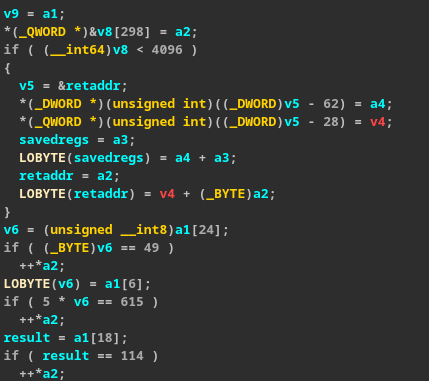 v9 = a1;
*(_QWORD *)&v8[298] = a2;
if ( (__int64)v8 < 4096 )
{
  v5 = &retaddr;
  *(_DWORD *)(unsigned int)((_DWORD)v5 - 62) = a4;
  *(_QWORD *)(unsigned int)((_DWORD)v5 - 28) = v4;
  savedregs = a3;
  LOBYTE(savedregs) = a4 + a3;
  retaddr = a2;
  LOBYTE(retaddr) = v4 + (_BYTE)a2;
}
v6 = (unsigned __int8)a1[24];
if ( (_BYTE)v6 == 49 )
  ++*a2;
LOBYTE(v6) = a1[6];
if ( 5 * v6 == 615 )
  ++*a2;
result = a1[18];
if ( result == 114 )
  ++*a2;